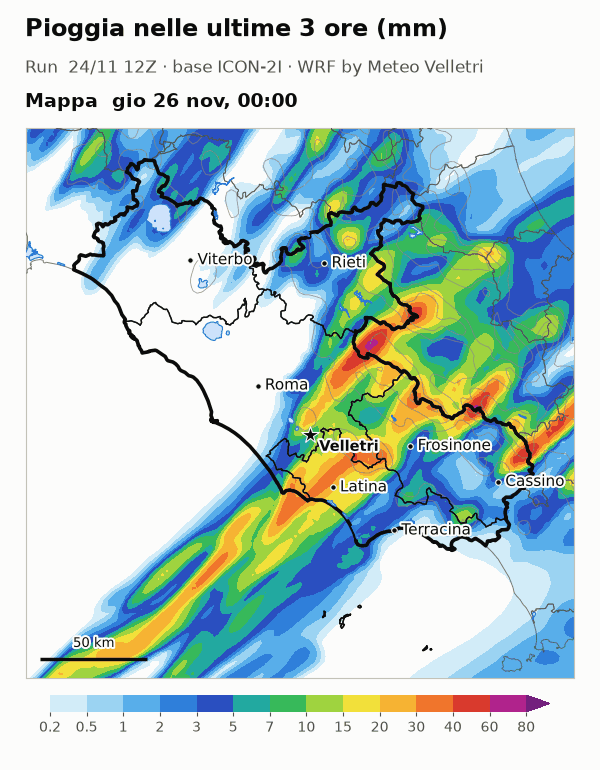 Pioggia nelle ultime 3 ore (mm)
Run 24/11 12Z · base ICON-2I · WRF by Meteo Velletri
Mappa gio 26 nov, 00:00
Viterbo
Rieti
Roma
Velletri
Frosinone
Latina
Cassino
Terracina
50 km
0.2 0.5 1 2 3 5 7 10 15 20 30 40 60 80